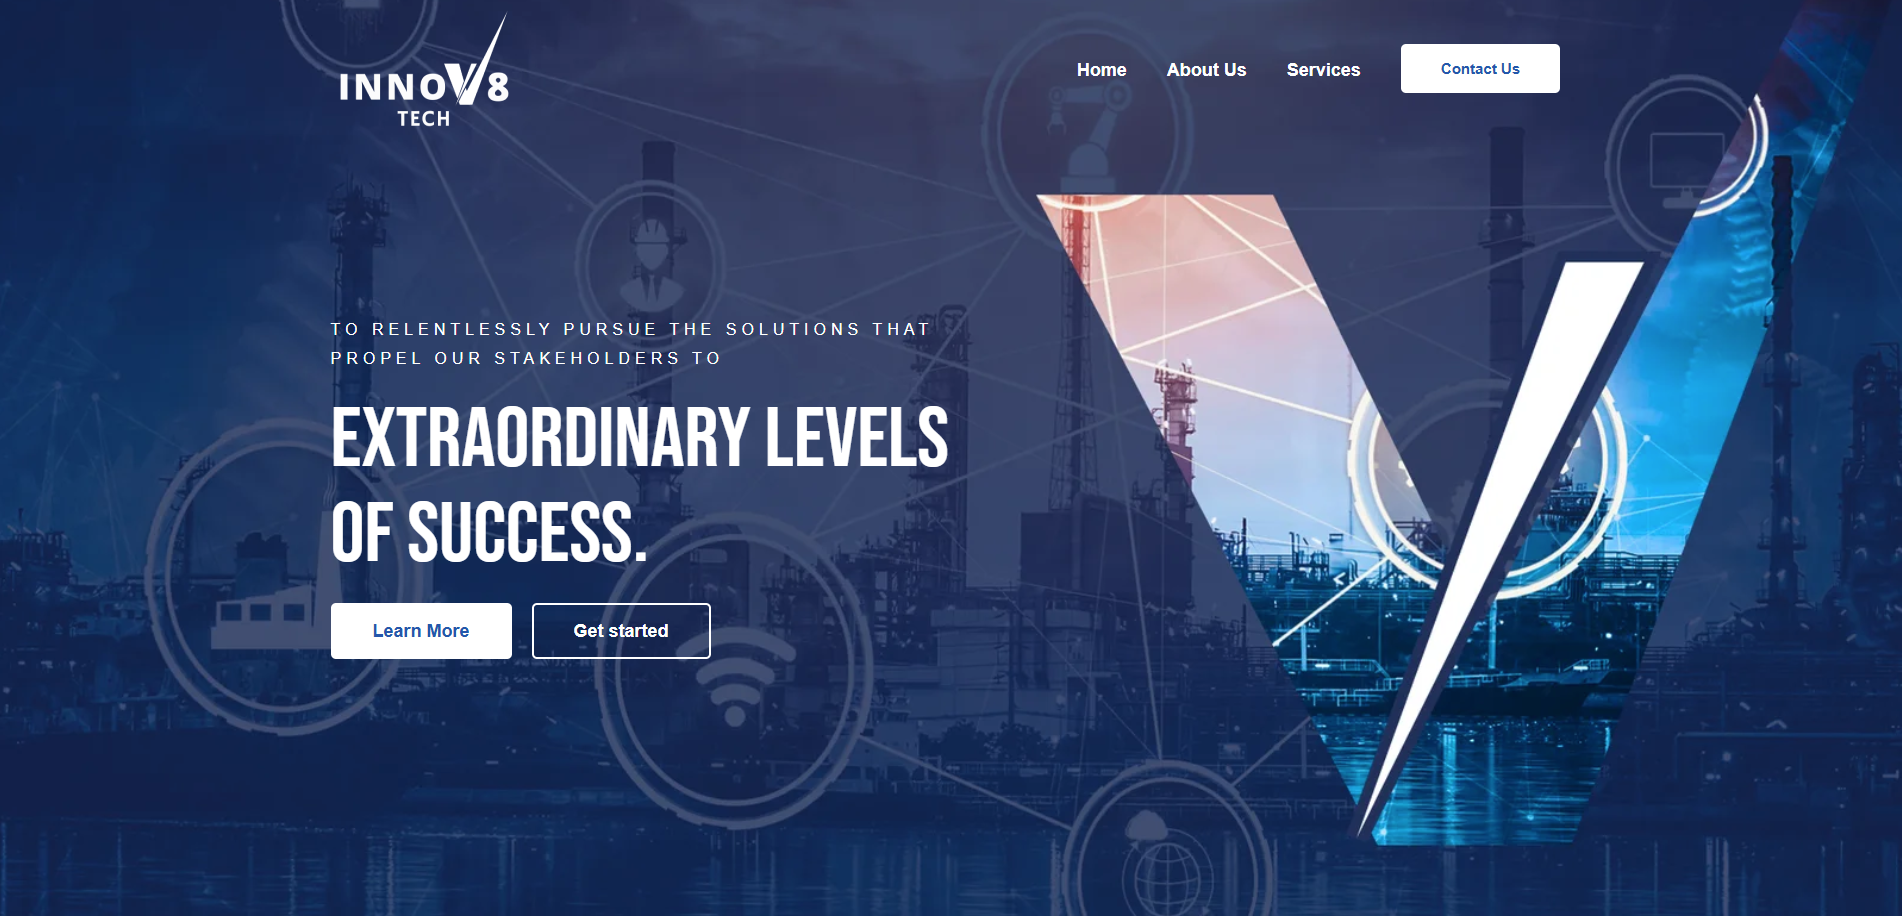 INNOV8
TECH
Home
About Us
Services
Contact Us
TO RELENTLESSLY PURSUE THE SOLUTIONS THAT
PROPEL OUR STAKEHOLDERS TO
EXTRAORDINARY LEVELS
OF SUCCESS.
Learn More
Get started